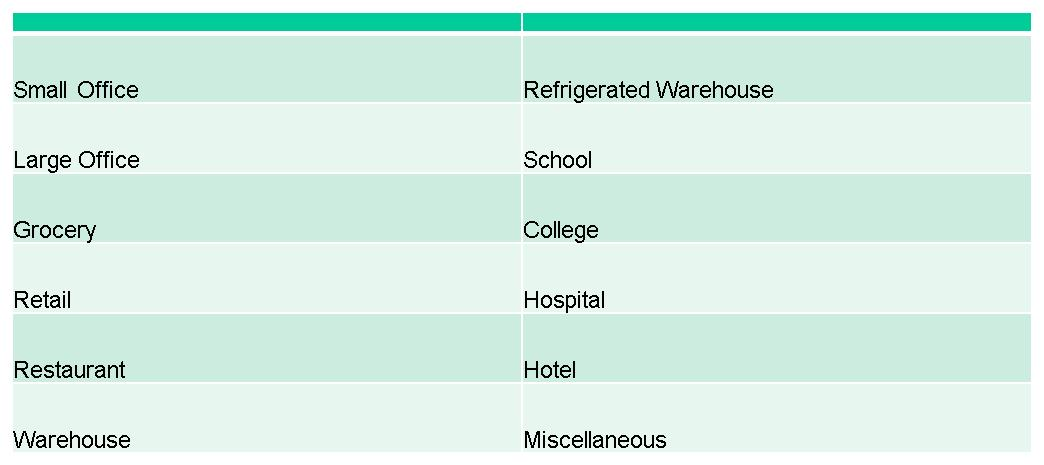 Small Office
Refrigerated Warehouse
Large Office
School
Grocery
College
Retail
Hospital
Restaurant
Hotel
Warehouse
Miscellaneous